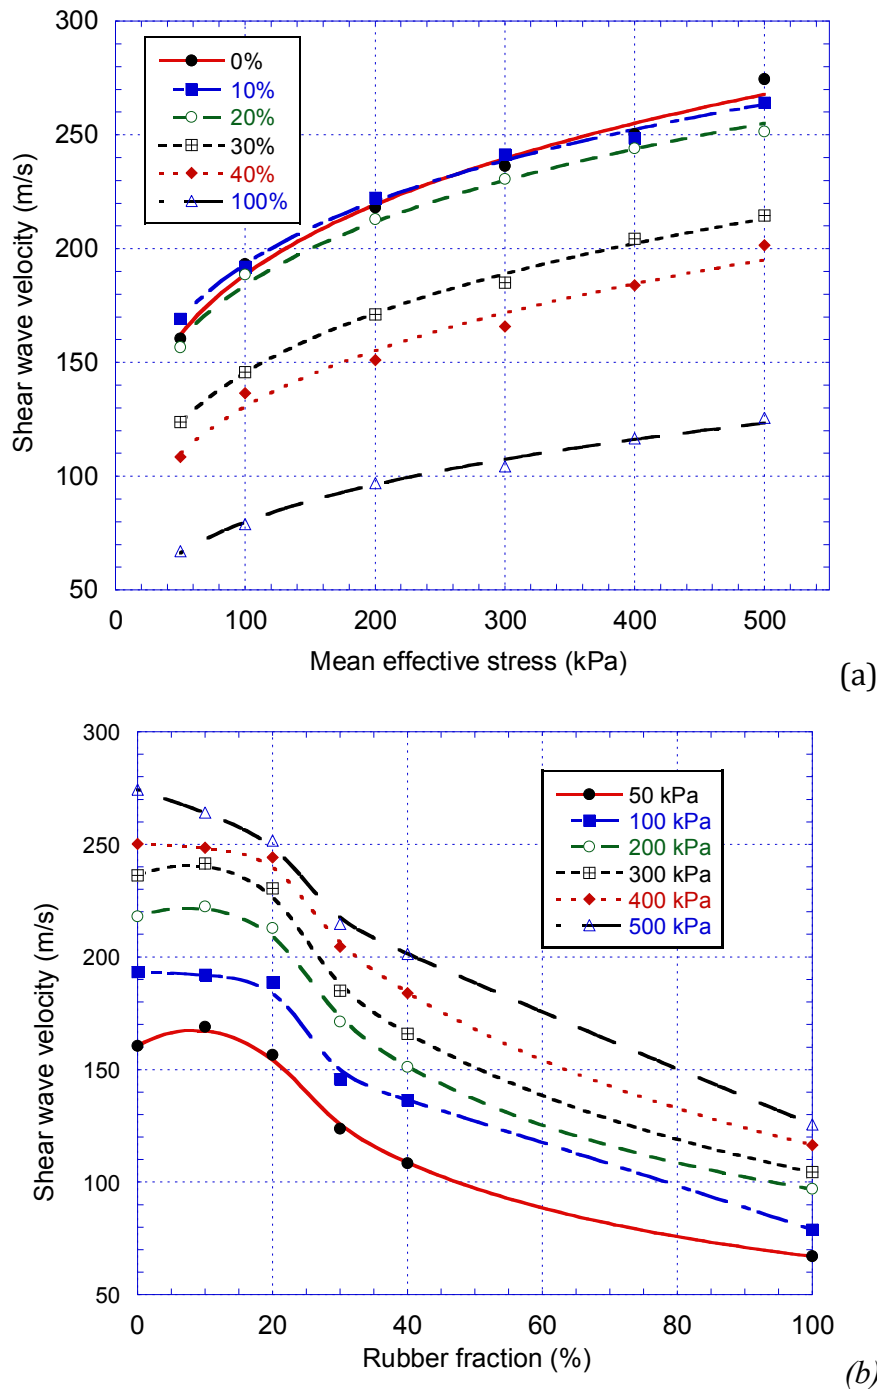 300
250
200
150
100
50
Shear wave velocity (m/s)
0%
10%
20%
30%
40%
100%
0 100 200 300 400 500
Mean effective stress (kPa)
(a)
300
250
200
150
100
50
Shear wave velocity (m/s)
50 kPa
100 kPa
200 kPa
300 kPa
400 kPa
500 kPa
0 20 40 60 80 100
Rubber fraction (%)
(b)